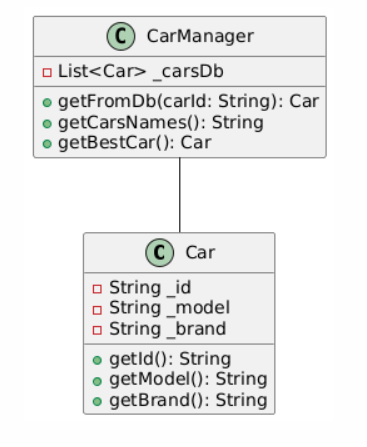 C CarManager
List<Car> _carsDb
getFromDb(carId: String): Car
getCarsNames(): String
getBestCar(): Car
C Car
String _id
String _model
String _brand
getId(): String
getModel(): String
getBrand(): String